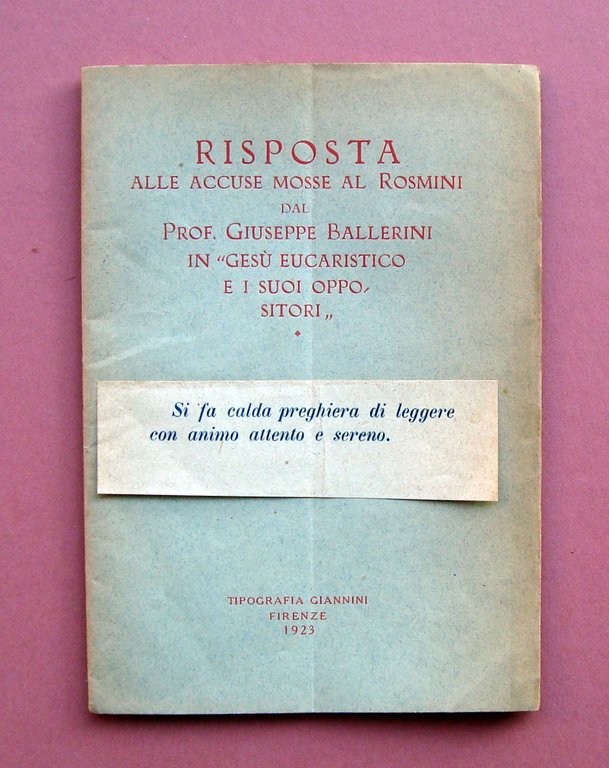 RISPOSTA
ALLE ACCUSE MOSSE AL ROSMINI
DAL
PROF. GIUSEPPE BALLERINI
IN “GESÙ EUCARISTICO
E I SUOI OPPO-
SITORI„
Si fa calda preghiera di leggere
con animo attento e sereno.
TIPOGRAFIA GIANNINI
FIRENZE
1923